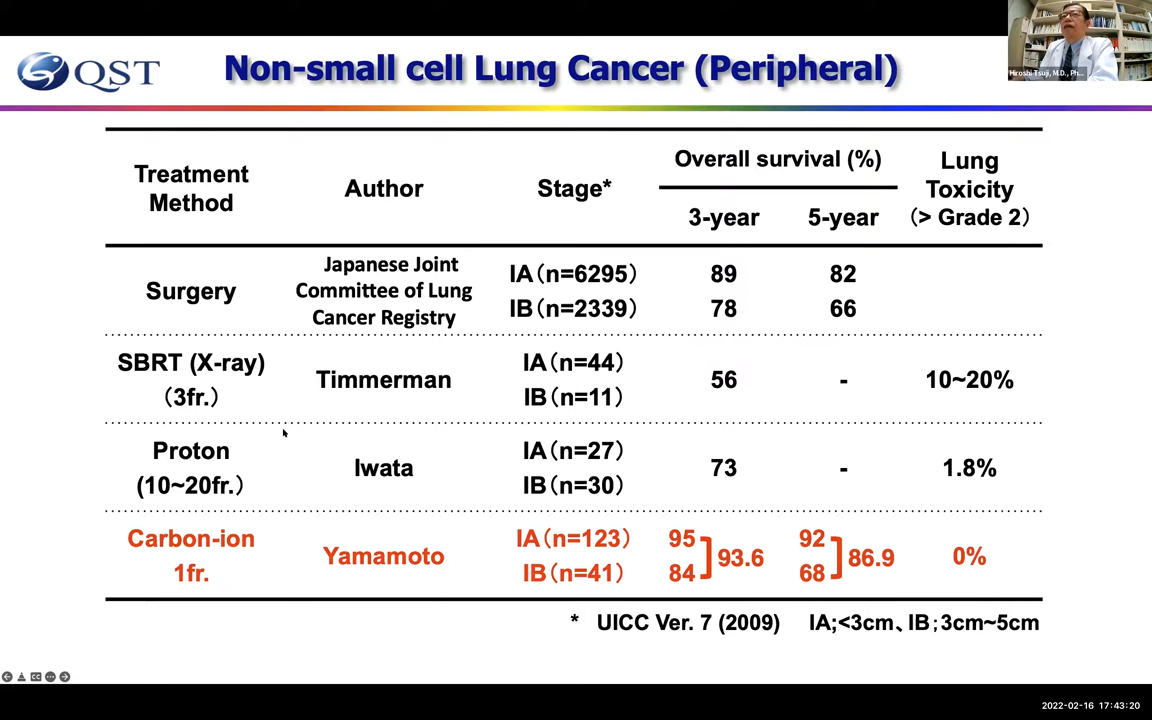 Hiroshi Tsuji, M.D., Ph...
QST
Non-small cell Lung Cancer (Peripheral)
Treatment Method
Author
Stage*
Overall survival (%)
3-year
5-year
Lung
Toxicity
(> Grade 2)
Surgery
Japanese Joint
Committee of Lung
Cancer Registry
IA (n=6295)
IB (n=2339)
89
78
82
66
SBRT (X-ray)
(3fr.)
Timmerman
IA (n=44)
IB (n=11)
56
-
10~20%
Proton
(10~20fr.)
Iwata
IA (n=27)
IB (n=30)
73
-
1.8%
Carbon-ion
1fr.
Yamamoto
IA (n=123)
IB (n=41)
95
84
93.6
92
68
86.9
0%
* UICC Ver. 7 (2009) IA;<3cm、IB;3cm~5cm
2022-02-16 17:43:20